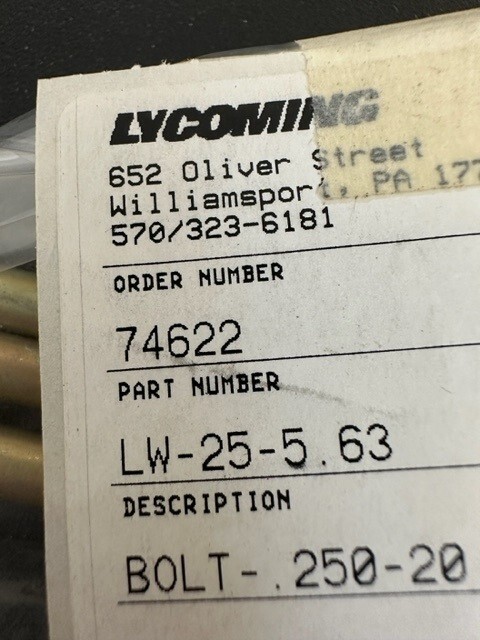 LYCOMING
652 Oliver Street
Williamsport, PA 177
570/323-6181
ORDER NUMBER
74622
PART NUMBER
LW-25-5.63
DESCRIPTION
BOLT-.250-20